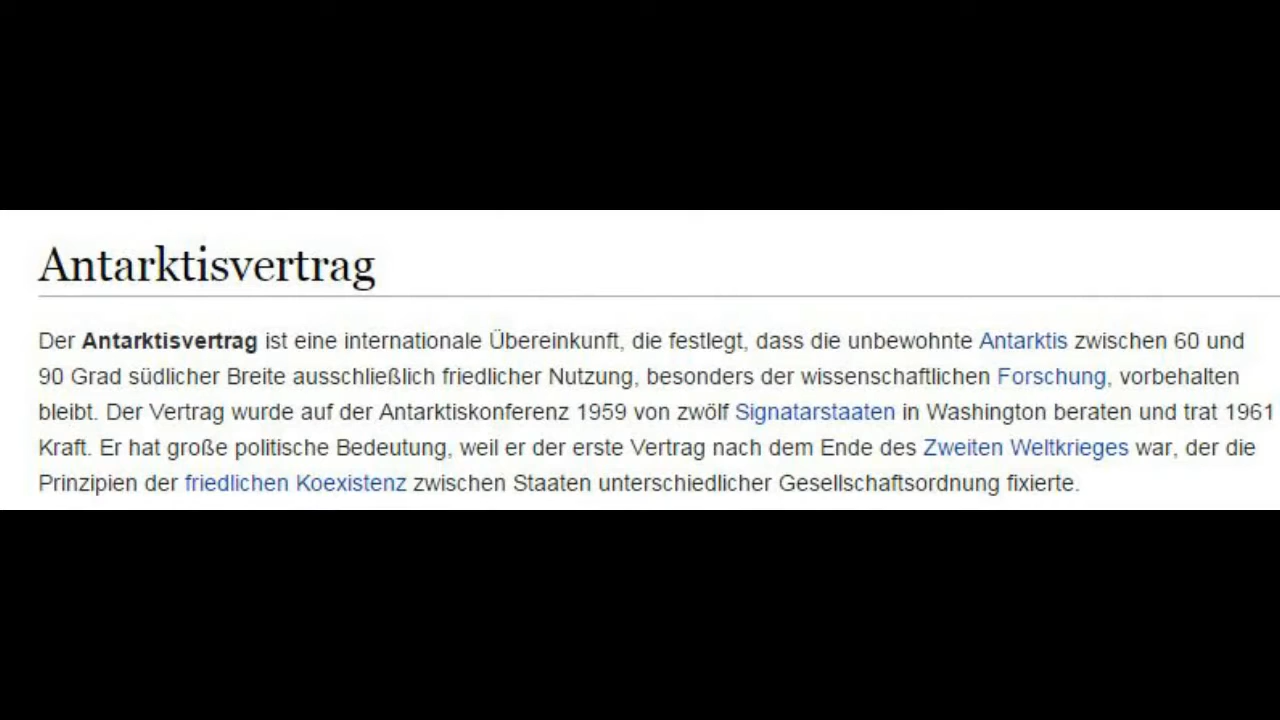 Antarktisvertrag
Der Antarktisvertrag ist eine internationale Übereinkunft, die festlegt, dass die unbewohnte Antarktis zwischen 60 und
90 Grad südlicher Breite ausschließlich friedlicher Nutzung, besonders der wissenschaftlichen Forschung, vorbehalten
bleibt. Der Vertrag wurde auf der Antarktiskonferenz 1959 von zwölf Signatarstaaten in Washington beraten und trat 1961
Kraft. Er hat große politische Bedeutung, weil er der erste Vertrag nach dem Ende des Zweiten Weltkrieges war, der die
Prinzipien der friedlichen Koexistenz zwischen Staaten unterschiedlicher Gesellschaftsordnung fixierte.